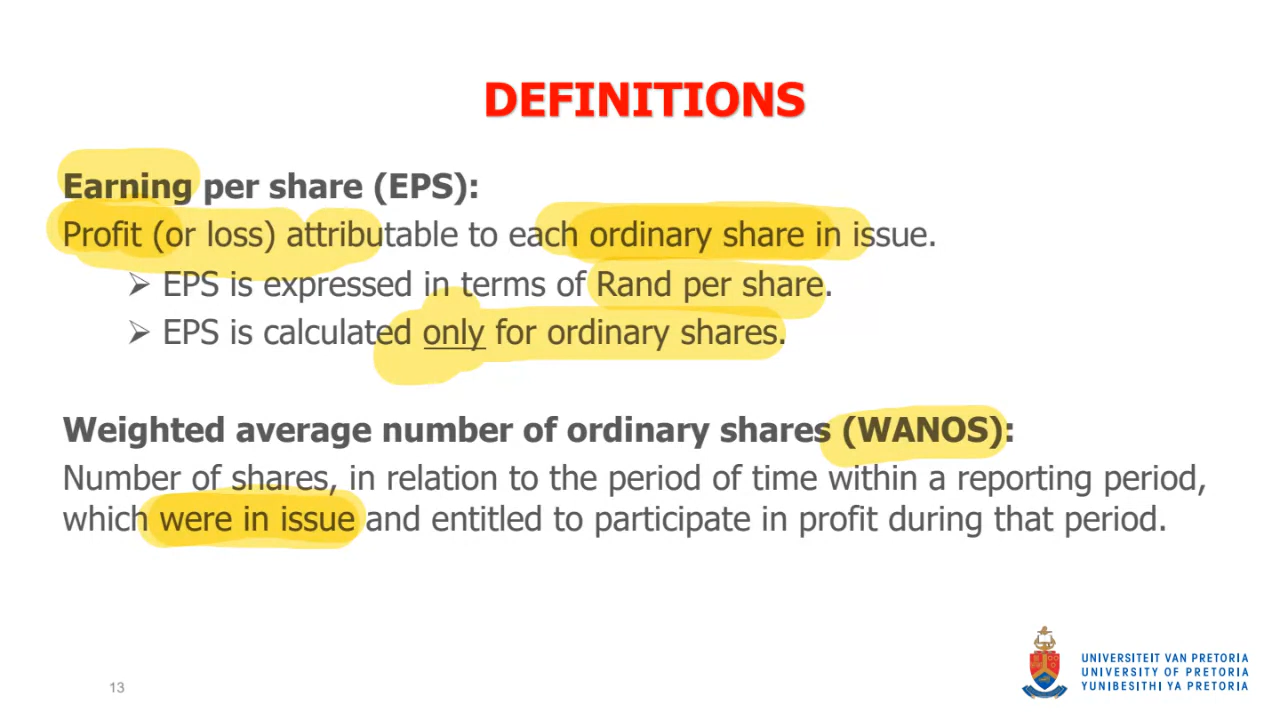 DEFINITIONS
Earning per share (EPS):
Profit (or loss) attributable to each ordinary share in issue.
➢ EPS is expressed in terms of Rand per share.
➢ EPS is calculated only for ordinary shares.
Weighted average number of ordinary shares (WANOS):
Number of shares, in relation to the period of time within a reporting period,
which were in issue and entitled to participate in profit during that period.
13
UNIVERSITEIT VAN PRETORIA
UNIVERSITY OF PRETORIA
YUNIBESITHI YA PRETORIA